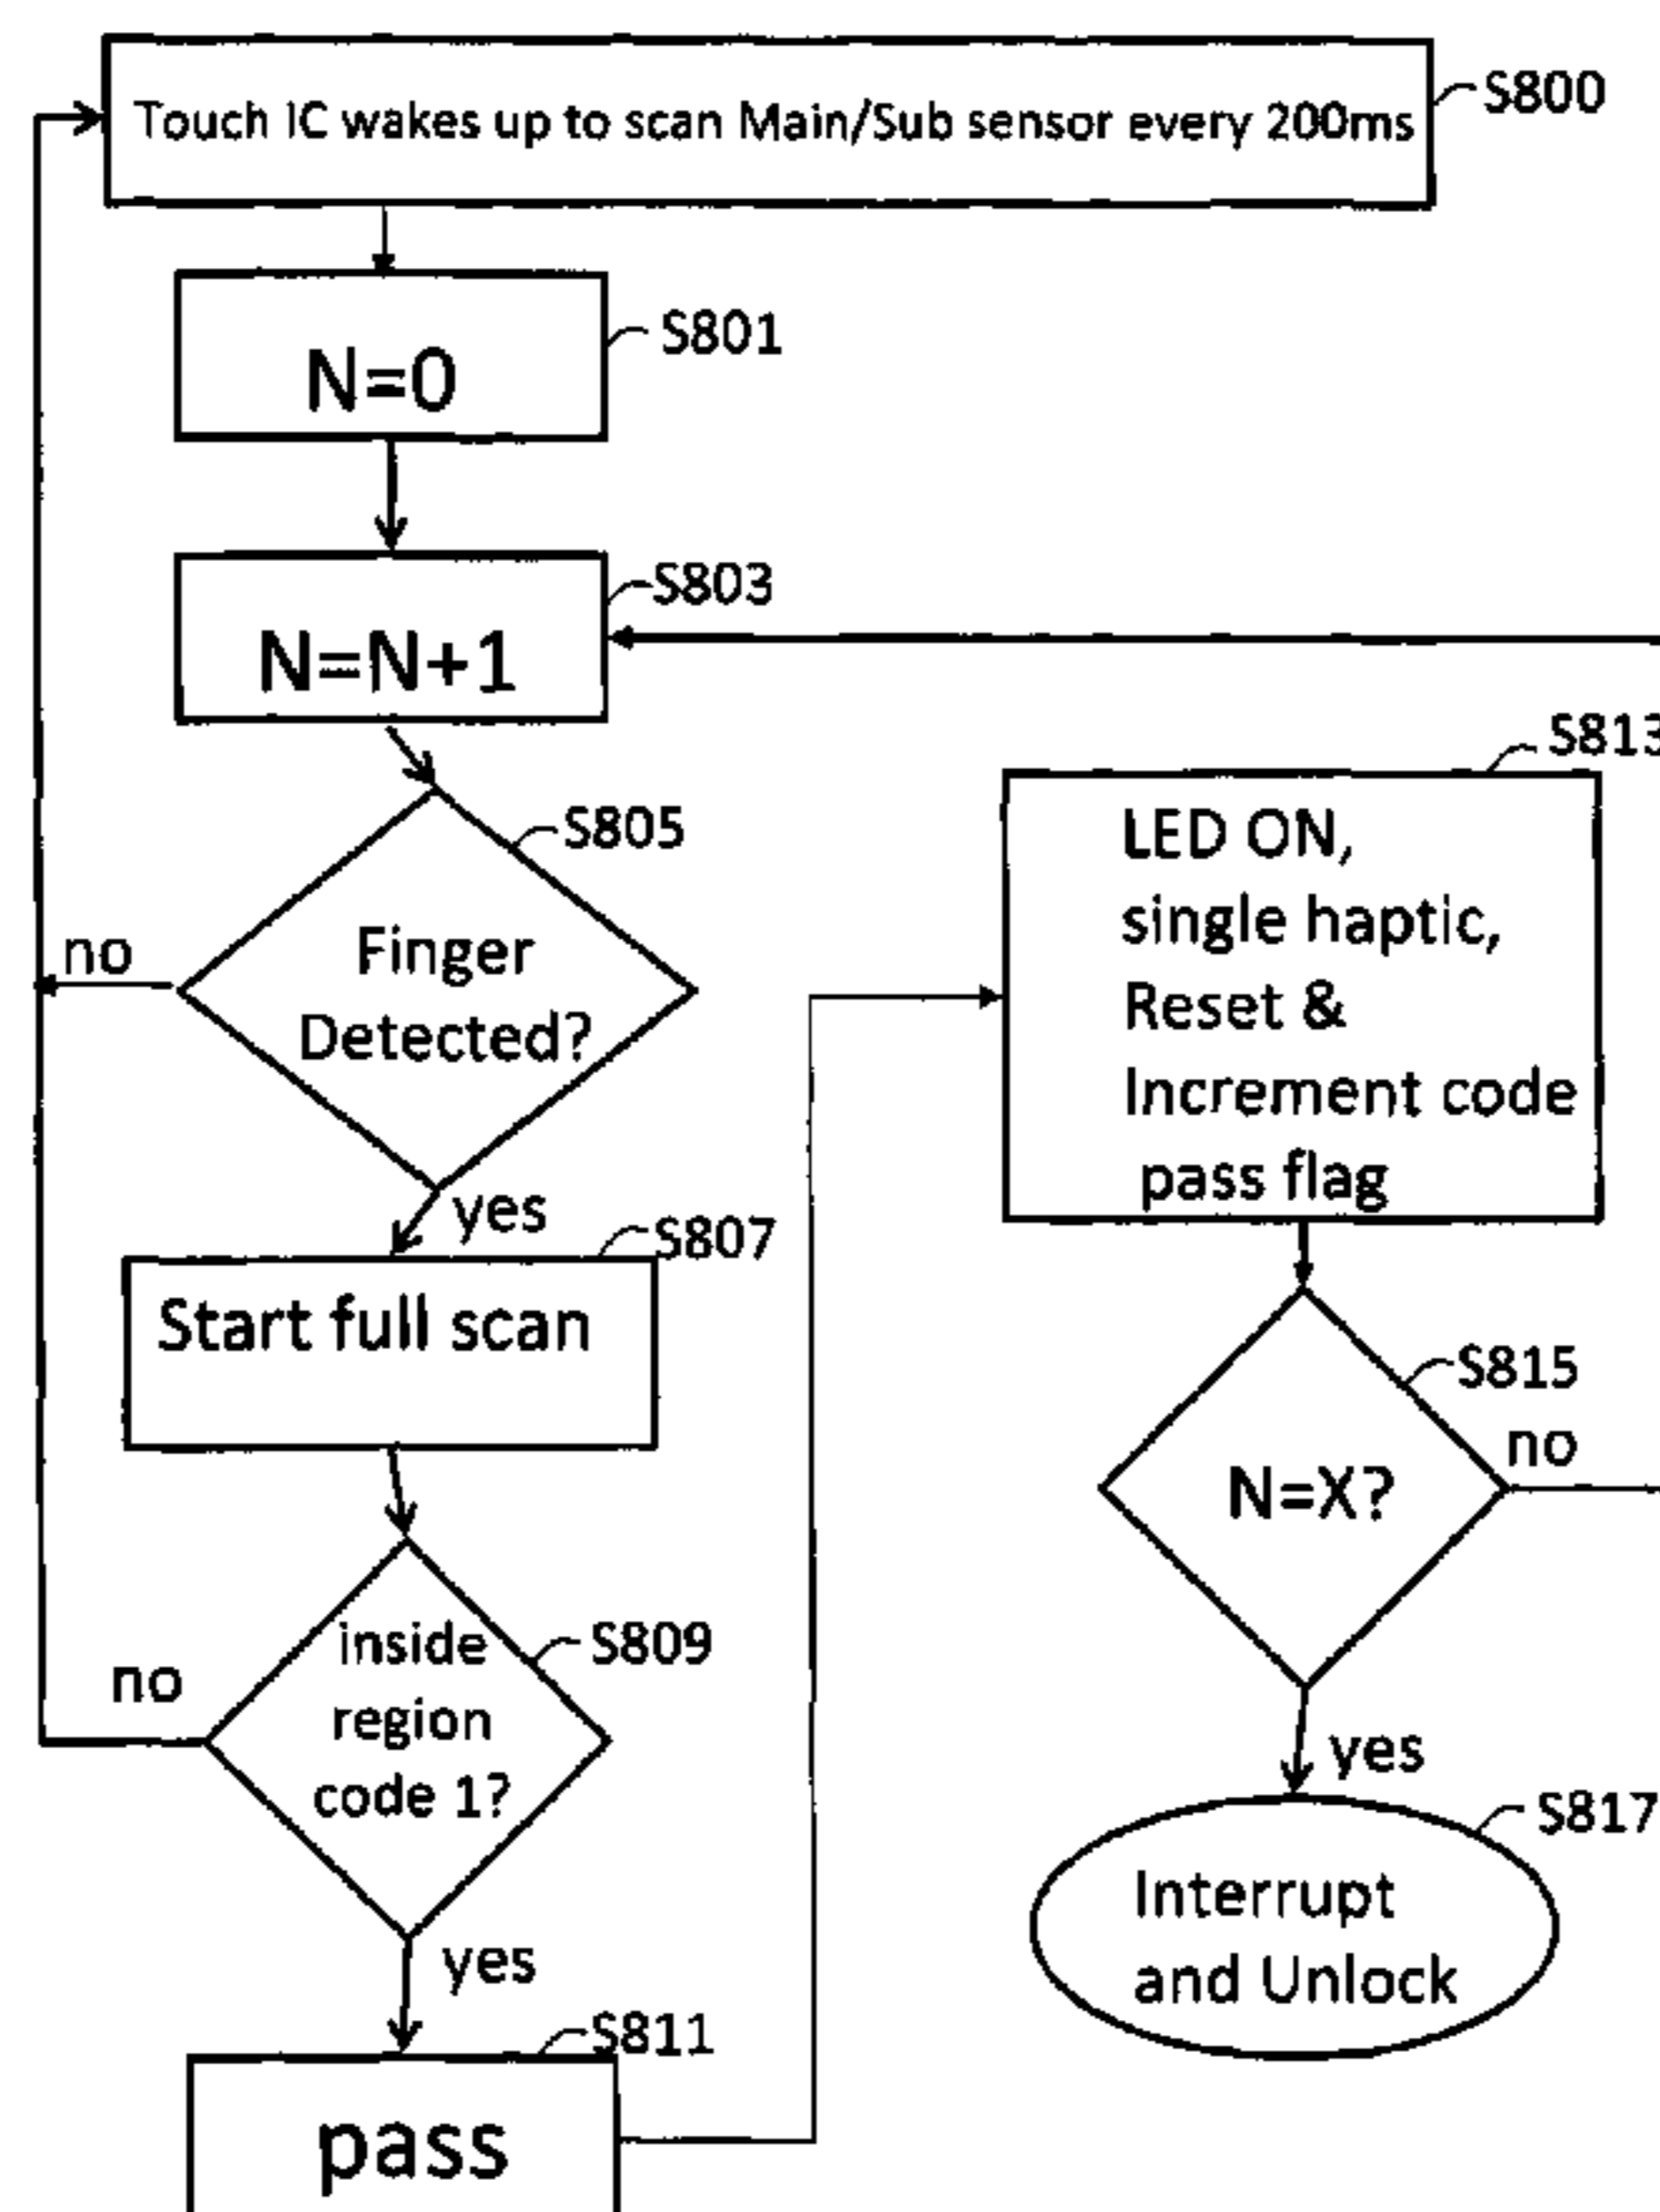 Touch IC wakes up to scan Main/Sub sensor every 200ms
S800
N=0
S801
N=N+1
S803
Finger
Detected?
S805
no
yes
Start full scan
S807
inside
region
code 1?
S809
no
yes
pass
S811
LED ON,
single haptic,
Reset &
Increment code
pass flag
S813
N=X?
S815
no
yes
Interrupt
and Unlock
S817